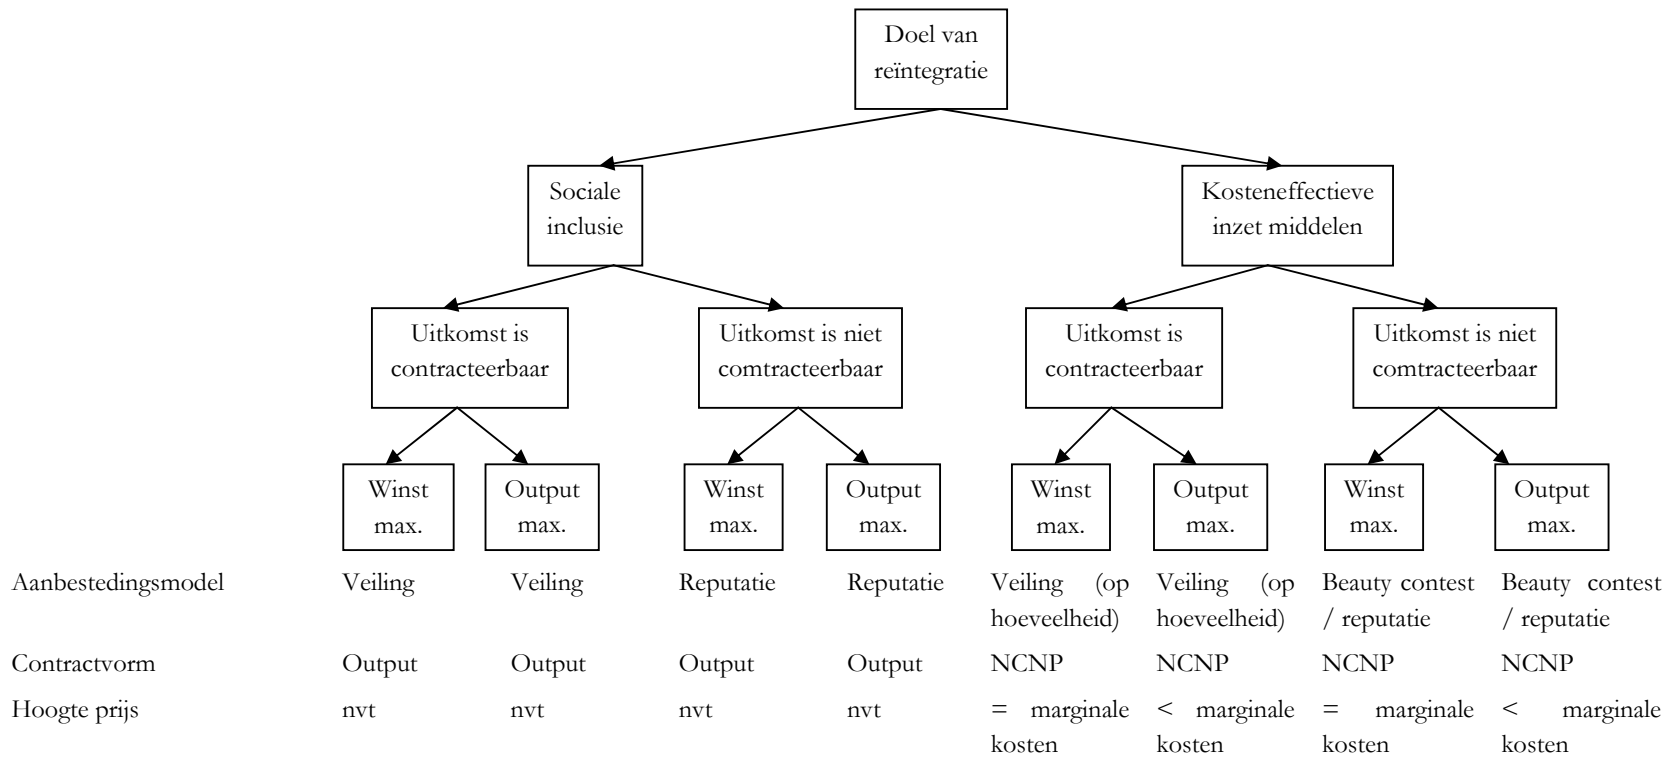 Doel van
reïntegratie
Sociale
inclusie
Kosteneffectieve
inzet middelen
Uitkomst is
contracteerbaar
Uitkomst is niet
comtracteerbaar
Uitkomst is
contracteerbaar
Uitkomst is niet
comtracteerbaar
Winst
max.
Output
max.
Winst
max.
Output
max.
Winst
max.
Output
max.
Winst
max.
Output
max.
Aanbestedingsmodel
Veiling
Veiling
Reputatie
Reputatie
Veiling (op
hoeveelheid)
Veiling (op
hoeveelheid)
Beauty contest
/ reputatie
Beauty contest
/ reputatie
Contractvorm
Output
Output
Output
Output
NCNP
NCNP
NCNP
NCNP
Hoogte prijs
nvt
nvt
nvt
nvt
= marginale
kosten
< marginale
kosten
= marginale
kosten
< marginale
kosten